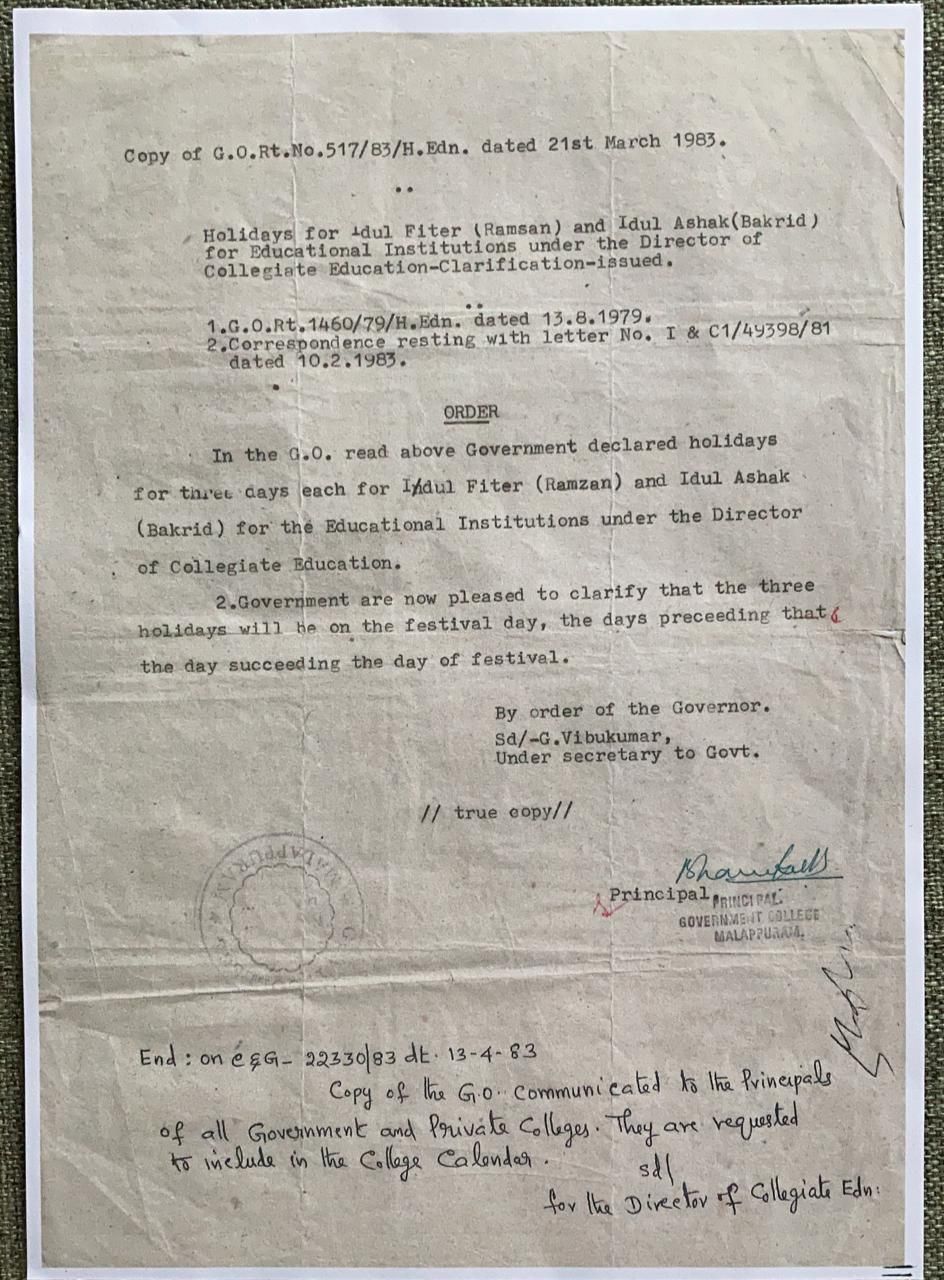 Copy of G.O.Rt.No.517/83/H.Edn. dated 21st March 1983.
..
Holidays for Idul Fiter (Ramsan) and Idul Ashak(Bakrid)
for Educational Institutions under the Director of
Collegiate Education-Clarification-issued.
..
1.G.O.Rt.1460/79/H.Edn. dated 13.8.1979.
2.Correspondence resting with letter No. I & C1/49398/81
dated 10.2.1983.
ORDER
In the G.O. read above Government declared holidays
for three days each for Idul Fiter (Ramzan) and Idul Ashak
(Bakrid) for the Educational Institutions under the Director
of Collegiate Education.
2.Government are now pleased to clarify that the three
holidays will be on the festival day, the days preceeding that &
the day succeeding the day of festival.
By order of the Governor.
Sd/-G.Vibukumar,
Under secretary to Govt.
// true copy//
MALAPPURAM
Principal
PRINCIPAL
GOVERNMENT COLLEGE
MALAPPURAM.
End : on C&G- 22330/83 dt. 13-4-83
Copy of the G.O. communicated to the Principals
of all Government and Private Colleges. They are requested
to include in the College Calendar.
sd/
for the Director of Collegiate Edn: